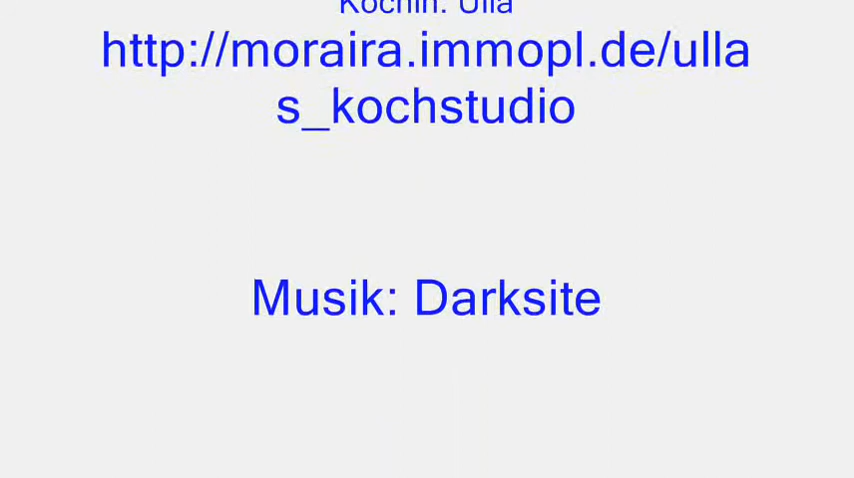 Köchin: Ulla
http://moraira.immopl.de/ulla
s_kochstudio
Musik: Darksite